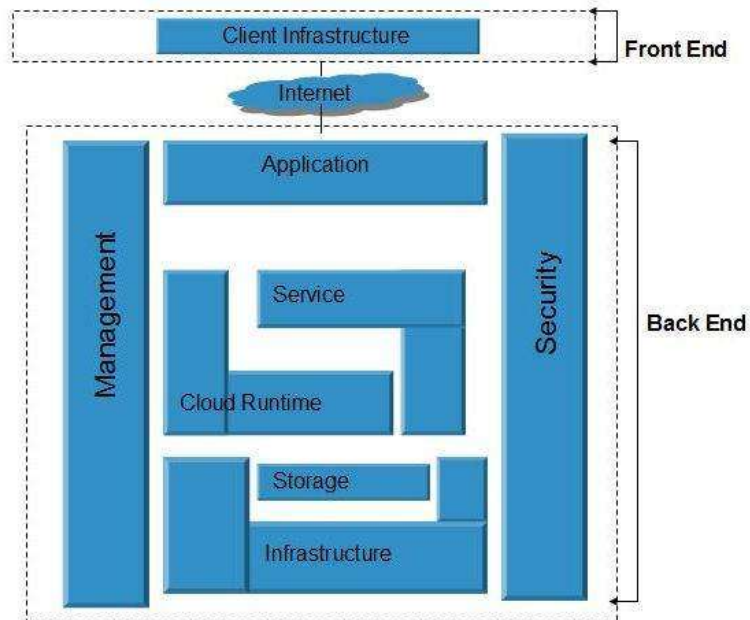 Client Infrastructure
Front End
Internet
Application
Management
Security
Service
Back End
Cloud Runtime
Storage
Infrastructure